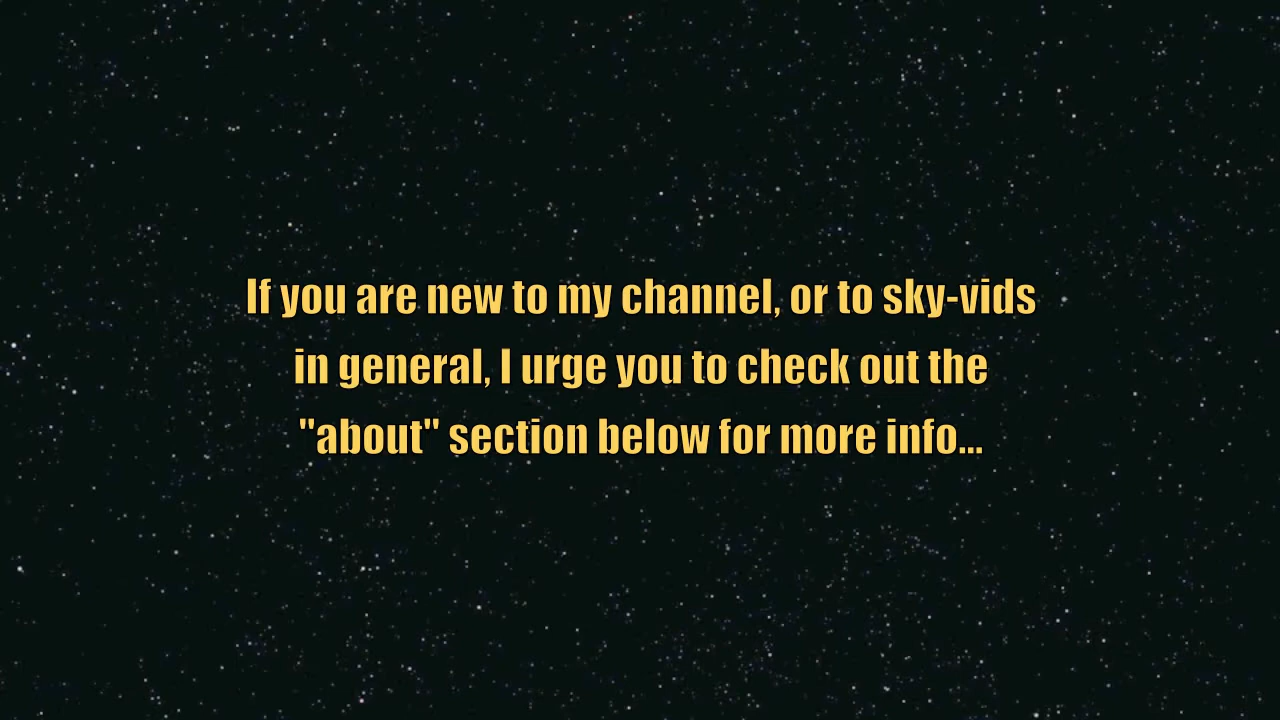 If you are new to my channel, or to sky-vids
in general, I urge you to check out the
"about" section below for more info...